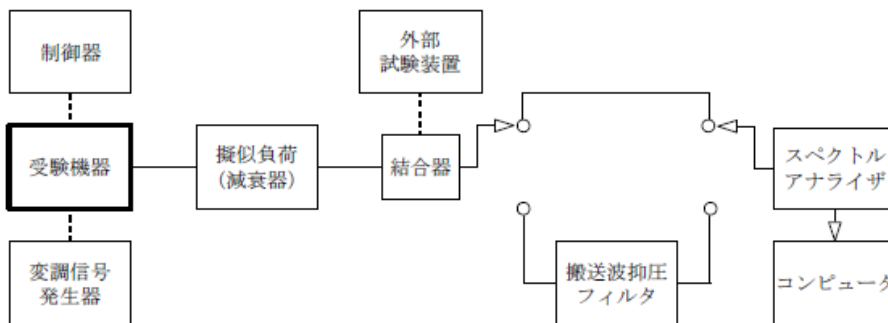 制御器
外部
試験装置
受験機器
擬似負荷
（減衰器）
結合器
スペクトル
アナライザ
変調信号
発生器
搬送波抑圧
フィルタ
コンピュータ